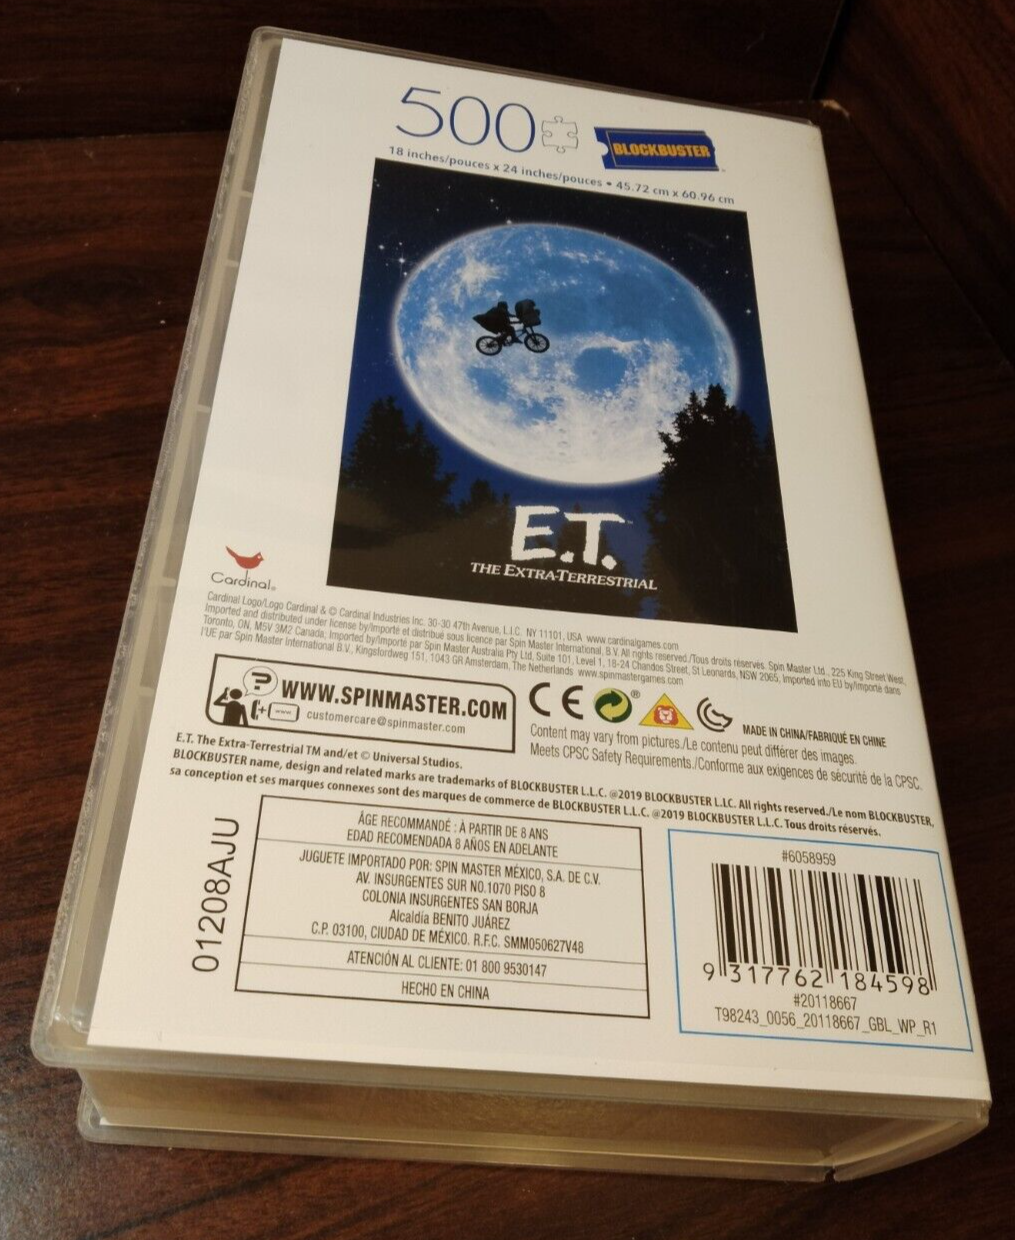 500
BLOCKBUSTER
18 inches/pouces x 24 inches/pouces • 45.72 cm x 60.96 cm
E.T.
THE EXTRA-TERRESTRIAL
Cardinal®
Cardinal Logo/Logo Cardinal & © Cardinal Industries Inc. 30-30 47th Avenue, L.I.C. NY 11101, USA www.cardinalgames.com
Imported and distributed under license by/Importé et distribué sous licence par Spin Master International, B.V. All rights reserved./Tous droits réservés. Spin Master Ltd., 225 King Street West,
Toronto, ON, M5V 3M2 Canada; Imported by/Importé par Spin Master Australia Pty Ltd, Suite 101, Level 1, 18-24 Chandos Street, St Leonards, NSW 2065; Imported into EU by/Importé dans
l'UE par Spin Master International B.V., Kingsfordweg 151, 1043 GR Amsterdam, The Netherlands www.spinmastergames.com
? WWW.SPINMASTER.COM
customercare@spinmaster.com
CE
®
MADE IN CHINA/FABRIQUÉ EN CHINE
Content may vary from pictures./Le contenu peut différer des images.
Meets CPSC Safety Requirements./Conforme aux exigences de sécurité de la CPSC.
E.T. The Extra-Terrestrial TM and/et © Universal Studios.
BLOCKBUSTER name, design and related marks are trademarks of BLOCKBUSTER L.L.C. @2019 BLOCKBUSTER L.L.C. All rights reserved./Le nom BLOCKBUSTER,
sa conception et ses marques connexes sont des marques de commerce de BLOCKBUSTER L.L.C. @2019 BLOCKBUSTER L.L.C. Tous droits réservés.
01208AJU
ÂGE RECOMMANDÉ : À PARTIR DE 8 ANS
EDAD RECOMENDADA 8 AÑOS EN ADELANTE
JUGUETE IMPORTADO POR: SPIN MASTER MÉXICO, S.A. DE C.V.
AV. INSURGENTES SUR NO.1070 PISO 8
COLONIA INSURGENTES SAN BORJA
Alcaldía BENITO JUÁREZ
C.P. 03100, CIUDAD DE MÉXICO. R.F.C. SMM050627V48
ATENCIÓN AL CLIENTE: 01 800 9530147
HECHO EN CHINA
#6058959
9 317762 184598
#20118667
T98243_0056_20118667_GBL_WP_R1